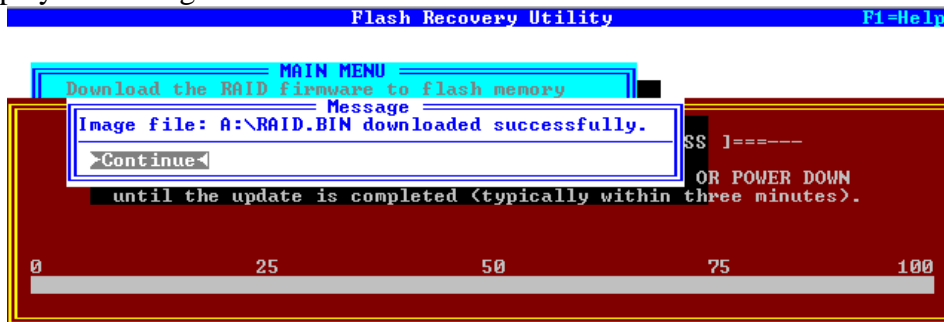 Flash Recovery Utility F1=Help
MAIN MENU
Download the RAID firmware to flash memory
Message
Image file: A:\RAID.BIN downloaded successfully.
SS ]===---
►Continue◄
OR POWER DOWN
until the update is completed (typically within three minutes).
0 25 50 75 100